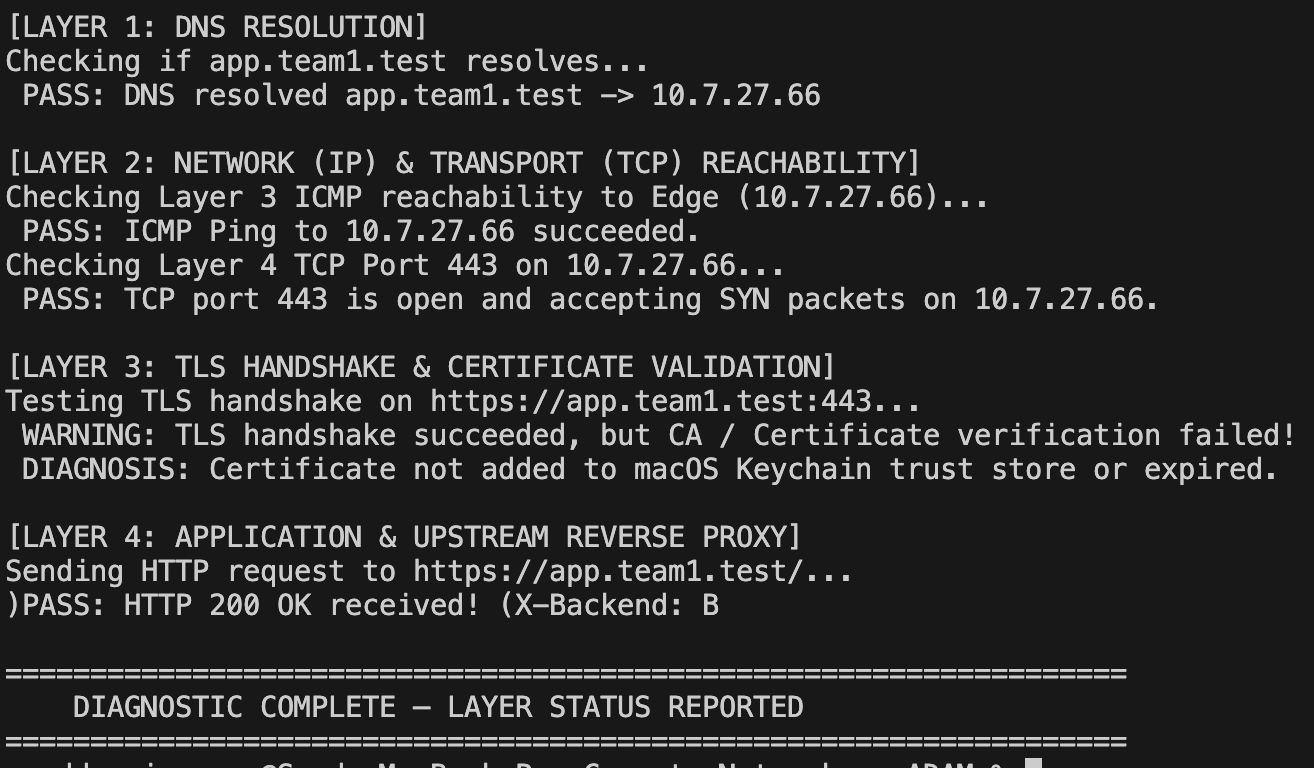 [LAYER 1: DNS RESOLUTION]
Checking if app.team1.test resolves...
PASS: DNS resolved app.team1.test -> 10.7.27.66
[LAYER 2: NETWORK (IP) & TRANSPORT (TCP) REACHABILITY]
Checking Layer 3 ICMP reachability to Edge (10.7.27.66)...
PASS: ICMP Ping to 10.7.27.66 succeeded.
Checking Layer 4 TCP Port 443 on 10.7.27.66...
PASS: TCP port 443 is open and accepting SYN packets on 10.7.27.66.
[LAYER 3: TLS HANDSHAKE & CERTIFICATE VALIDATION]
Testing TLS handshake on https://app.team1.test:443...
WARNING: TLS handshake succeeded, but CA / Certificate verification failed!
DIAGNOSIS: Certificate not added to macOS Keychain trust store or expired.
[LAYER 4: APPLICATION & UPSTREAM REVERSE PROXY]
Sending HTTP request to https://app.team1.test/...
)PASS: HTTP 200 OK received! (X-Backend: B
==================================================================
DIAGNOSTIC COMPLETE — LAYER STATUS REPORTED
==================================================================